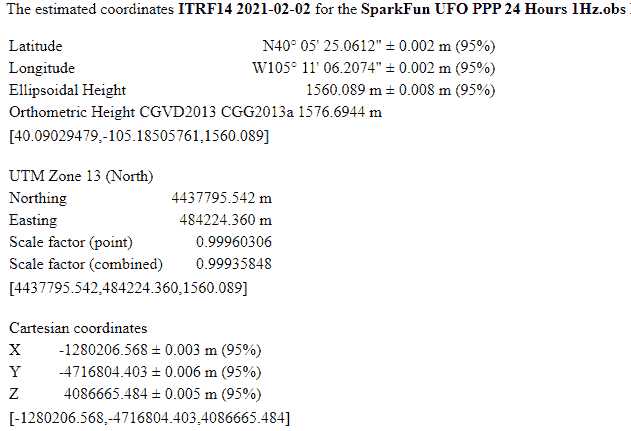 The estimated coordinates ITRF14 2021-02-02 for the SparkFun UFO PPP 24 Hours 1Hz.obs
Latitude N40° 05' 25.0612" ± 0.002 m (95%)
Longitude W105° 11' 06.2074" ± 0.002 m (95%)
Ellipsoidal Height 1560.089 m ± 0.008 m (95%)
Orthometric Height CGVD2013 CGG2013a 1576.6944 m
[40.09029479,-105.18505761,1560.089]
UTM Zone 13 (North)
Northing 4437795.542 m
Easting 484224.360 m
Scale factor (point) 0.99960306
Scale factor (combined) 0.99935848
[4437795.542,484224.360,1560.089]
Cartesian coordinates
X -1280206.568 ± 0.003 m (95%)
Y -4716804.403 ± 0.006 m (95%)
Z 4086665.484 ± 0.005 m (95%)
[-1280206.568,-4716804.403,4086665.484]